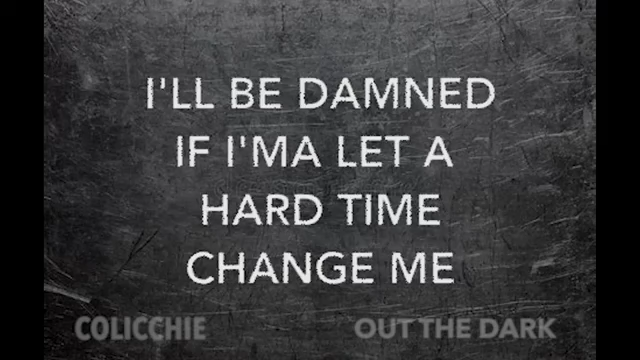 I'LL BE DAMNED
IF I'MA LET A
HARD TIME
CHANGE ME
COLICCHIE OUT THE DARK